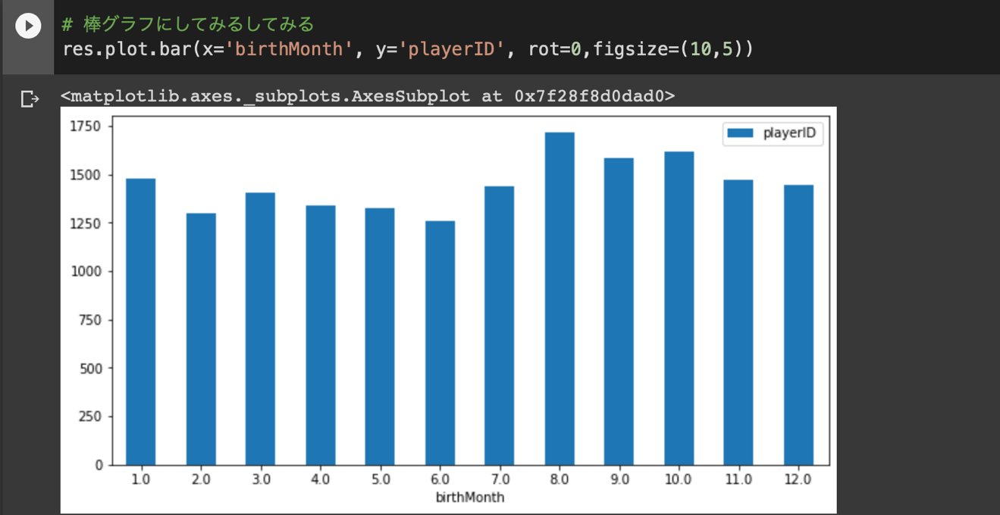 # 棒グラフにしてみるしてみる
res.plot.bar(x='birthMonth', y='playerID', rot=0,figsize=(10,5))
<matplotlib.axes._subplots.AxesSubplot at 0x7f28f8d0dad0>
playerID
1750
1500
1250
1000
750
500
250
0
1.0 2.0 3.0 4.0 5.0 6.0 7.0 8.0 9.0 10.0 11.0 12.0
birthMonth